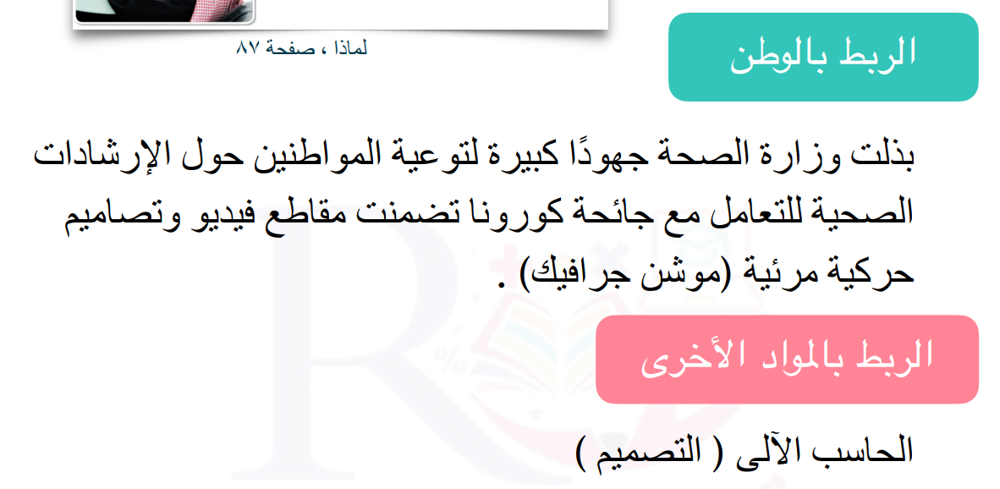 لماذا ، صفحة ٨٧
الربط بالوطن
بذلت وزارة الصحة جهودًا كبيرة لتوعية المواطنين حول الإرشادات
الصحية للتعامل مع جائحة كورونا تضمنت مقاطع فيديو وتصاميم
حركية مرئية (موشن جرافيك) .
الربط بالمواد الأخرى
الحاسب الآلى ( التصميم )
R
%